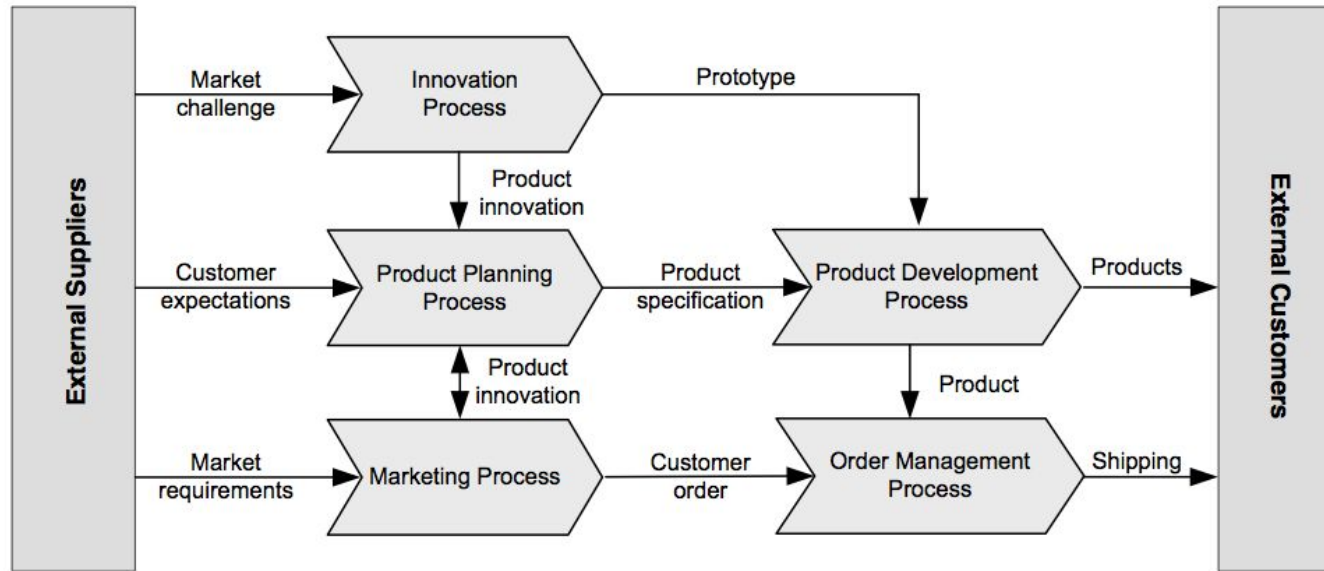 External Suppliers
Market
challenge
Innovation
Process
Prototype
Product
innovation
Customer
expectations
Product Planning
Process
Product
specification
Product Development
Process
Products
Product
innovation
Product
Market
requirements
Marketing Process
Customer
order
Order Management
Process
Shipping
External Customers